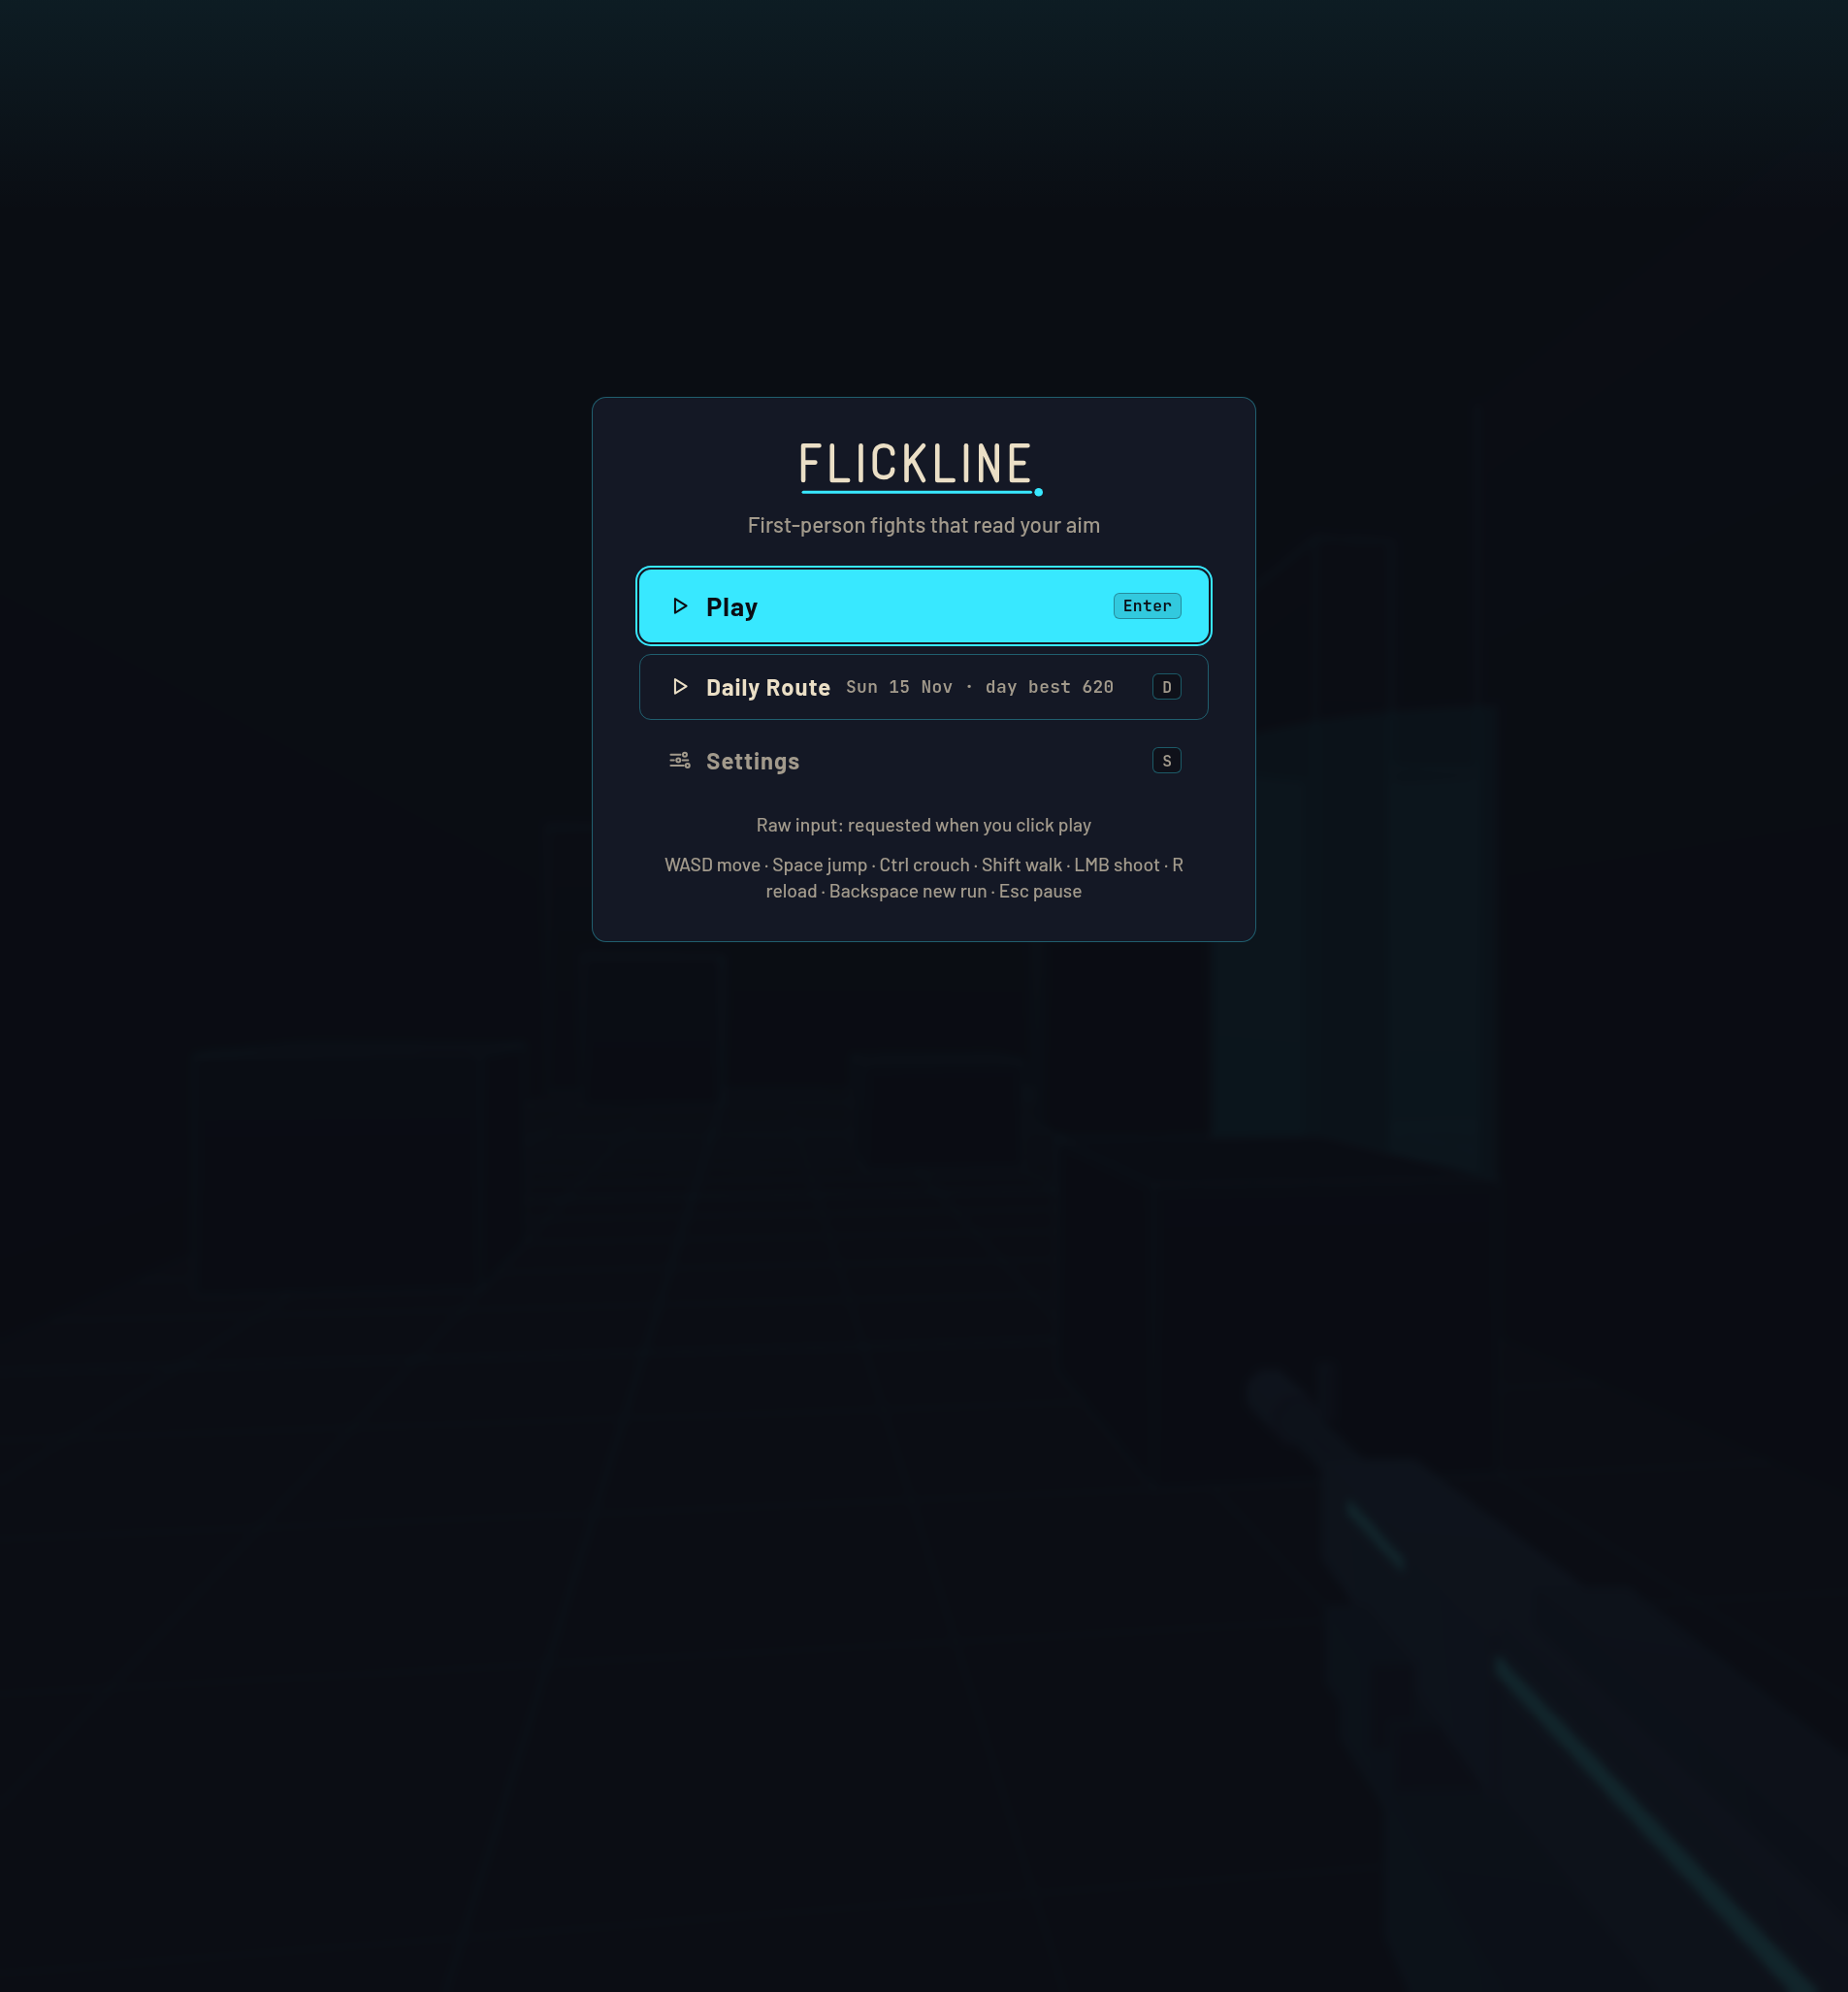 FLICKLINE
First-person fights that read your aim
Play Enter
Daily Route Sun 15 Nov · day best 620 D
Settings S
Raw input: requested when you click play
WASD move · Space jump · Ctrl crouch · Shift walk · LMB shoot · R
reload · Backspace new run · Esc pause